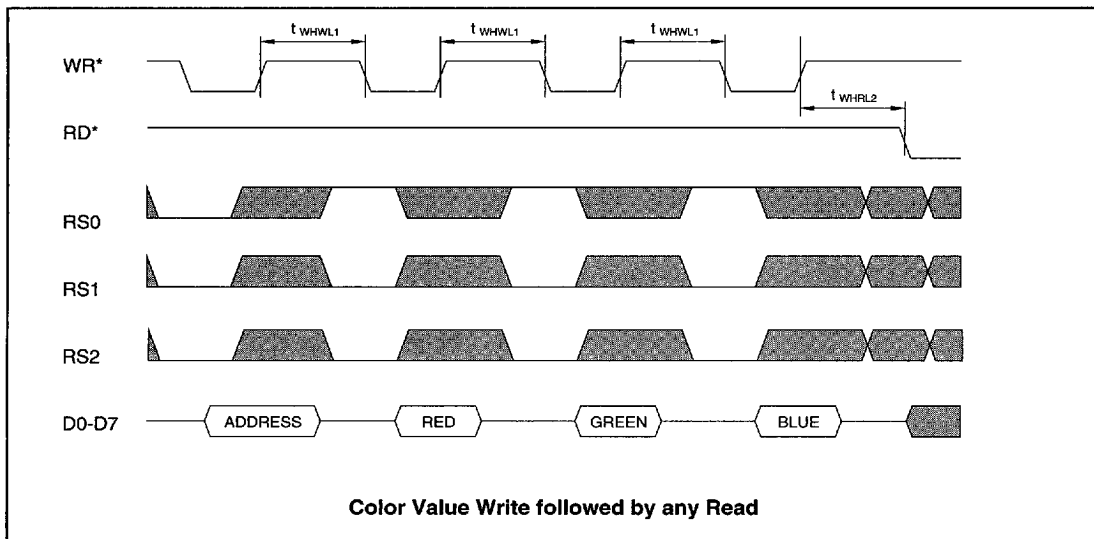 t WHWL1 t WHWL1 t WHWL1
WR*
t WHRL2
RD*
RS0
RS1
RS2
D0-D7 ADDRESS RED GREEN BLUE
Color Value Write followed by any Read